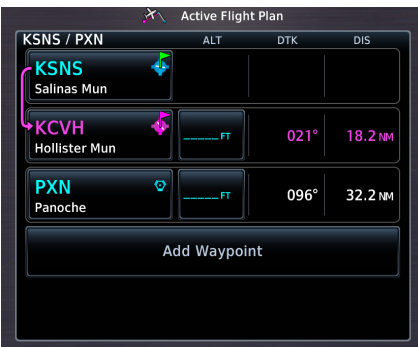 Active Flight Plan
KSNS / PXN ALT DTK DIS
KSNS
Salinas Mun
KCVH _____ FT 021° 18.2 NM
Hollister Mun
PXN _____ FT 096° 32.2 NM
Panoche
Add Waypoint